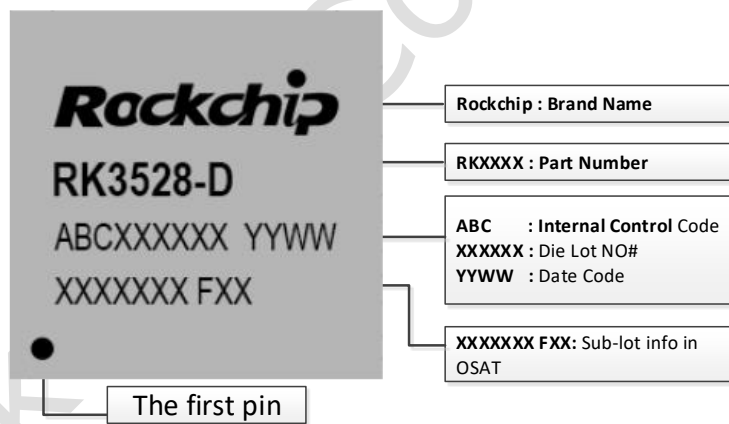 Rockchip
RK3528-D
ABCXXXXXX YYWW
XXXXXXX FXX
The first pin
Rockchip : Brand Name
RKXXXX : Part Number
ABC : Internal Control Code
XXXXXX : Die Lot NO#
YYWW : Date Code
XXXXXXX FXX: Sub-lot info in
OSAT